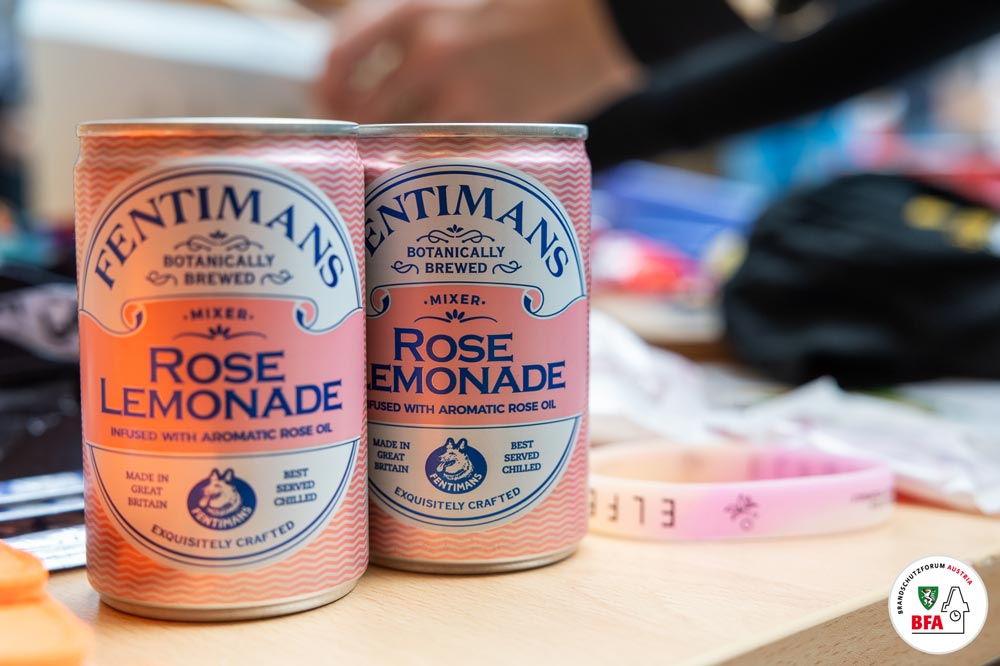 FENTIMANS
BOTANICALLY
BREWED
·MIXER·
ROSE
LEMONADE
INFUSED WITH AROMATIC ROSE OIL
MADE IN
GREAT
BRITAIN
FENTIMANS
BEST
SERVED
CHILLED
EXQUISITELY CRAFTED
ENTIMANS
BOTANICALLY
BREWED
·MIXER·
ROSE
LEMONADE
INFUSED WITH AROMATIC ROSE OIL
MADE IN
GREAT
BRITAIN
FENTIMANS
BEST
SERVED
CHILLED
EXQUISITELY CRAFTED
ELFE
BRANDSCHUTZFORUM AUSTRIA
BFA